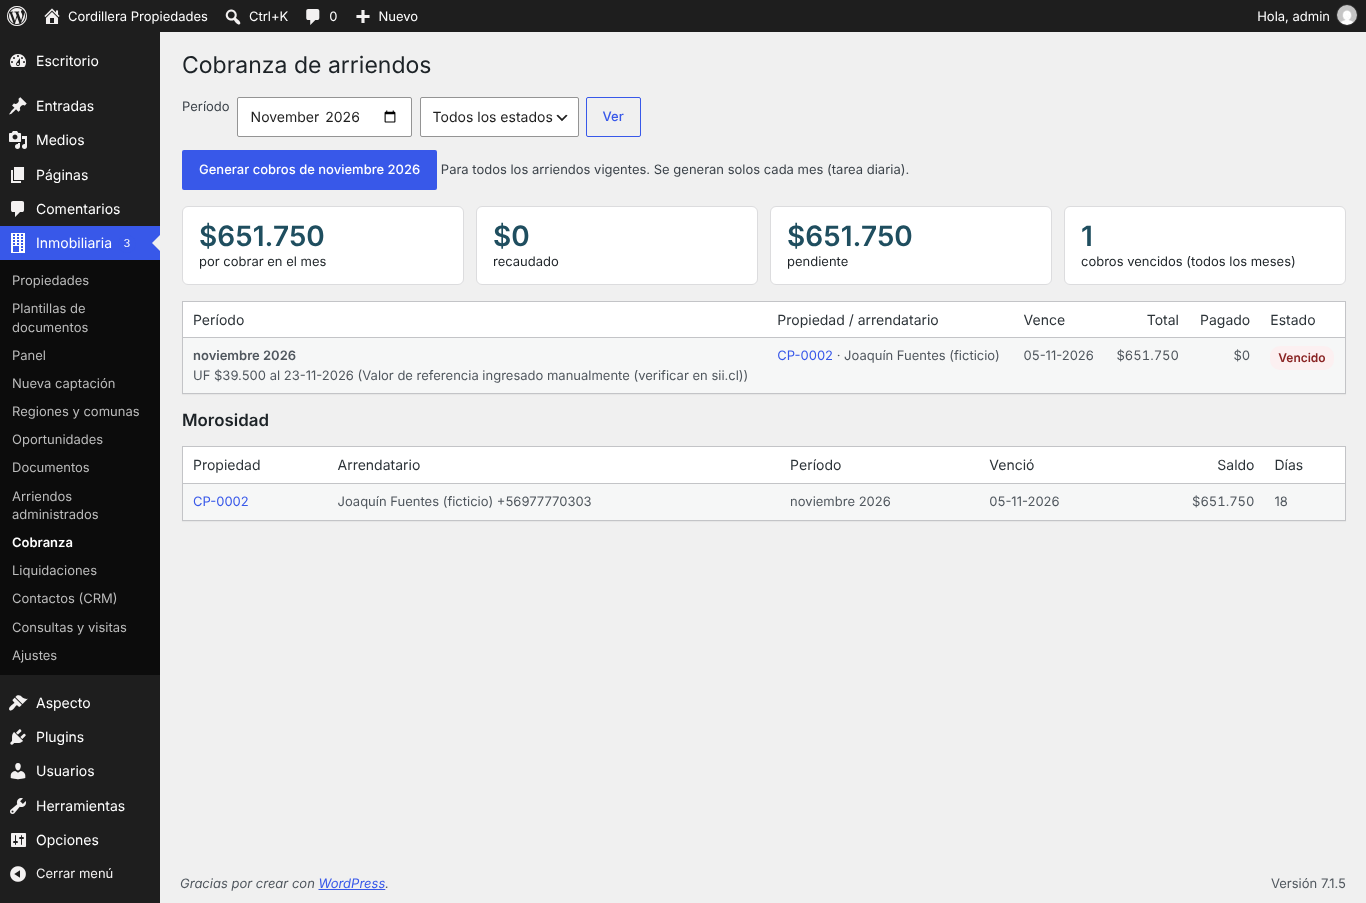 Cordillera Propiedades
Ctrl+K
0
Nuevo
Hola, admin
Escritorio
Entradas
Medios
Páginas
Comentarios
Inmobiliaria 3
Propiedades
Plantillas de
documentos
Panel
Nueva captación
Regiones y comunas
Oportunidades
Documentos
Arriendos
administrados
Cobranza
Liquidaciones
Contactos (CRM)
Consultas y visitas
Ajustes
Aspecto
Plugins
Usuarios
Herramientas
Opciones
Cerrar menú
Cobranza de arriendos
Período November 2026 Todos los estados Ver
Generar cobros de noviembre 2026 Para todos los arriendos vigentes. Se generan solos cada mes (tarea diaria).
$651.750
por cobrar en el mes
$0
recaudado
$651.750
pendiente
1
cobros vencidos (todos los meses)
Período Propiedad / arrendatario Vence Total Pagado Estado
noviembre 2026 CP-0002 · Joaquín Fuentes (ficticio) 05-11-2026 $651.750 $0 Vencido
UF $39.500 al 23-11-2026 (Valor de referencia ingresado manualmente (verificar en sii.cl))
Morosidad
Propiedad Arrendatario Período Venció Saldo Días
CP-0002 Joaquín Fuentes (ficticio) +56977770303 noviembre 2026 05-11-2026 $651.750 18
Gracias por crear con WordPress.
Versión 7.1.5